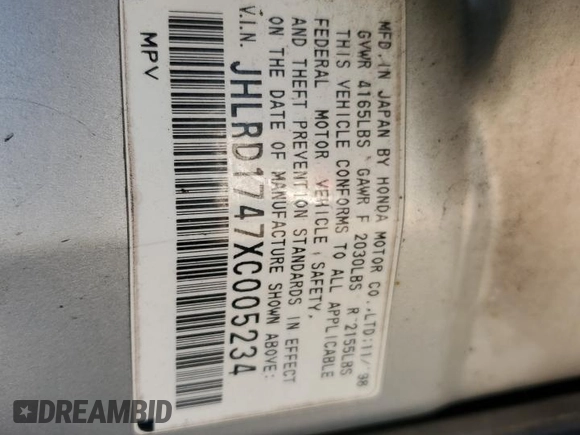 MFD. IN JAPAN BY HONDA MOTOR CO.,LTD:11/'98
GVWR 4165LBS GAWR F 2030LBS R 2155LBS
THIS VEHICLE CONFORMS TO ALL APPLICABLE
FEDERAL MOTOR VEHICLE SAFETY,
AND THEFT PREVENTION STANDARDS IN EFFECT
ON THE DATE OF MANUFACTURE SHOWN ABOVE:
V.I.N. JHLRD1747XC005234
MPV
DREAMBID